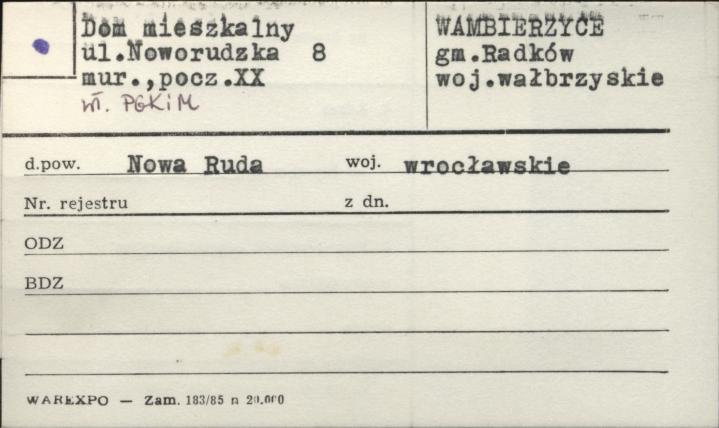 Dom mieszkalny
ul.Noworudzka 8
mur.,pocz.XX
wł. PGKiM
WAMBIERZYCE
gm.Radków
woj.wałbrzyskie
d.pow. Nowa Ruda woj. wrocławskie
Nr. rejestru z dn.
ODZ
BDZ
WAREXPO — Zam. 183/85 n 20.000